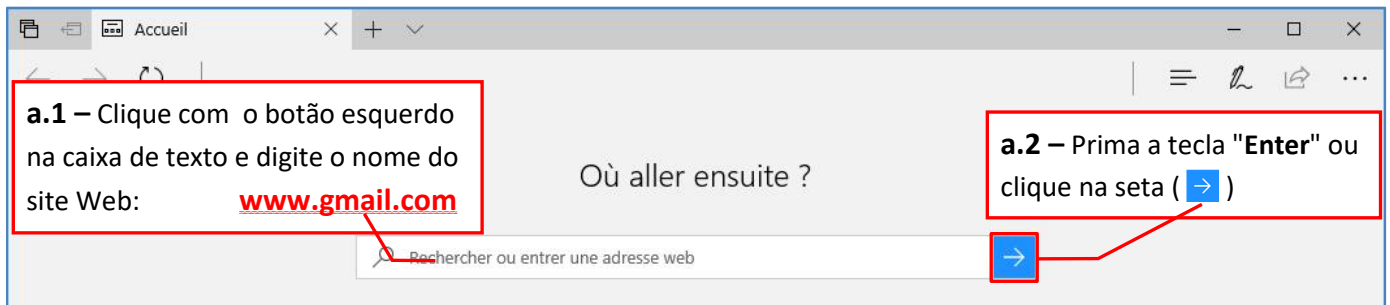 Accueil
a.1 – Clique com o botão esquerdo
na caixa de texto e digite o nome do
site Web: www.gmail.com
Où aller ensuite ?
a.2 – Prima a tecla "Enter" ou
clique na seta ( → )
Rechercher ou entrer une adresse web